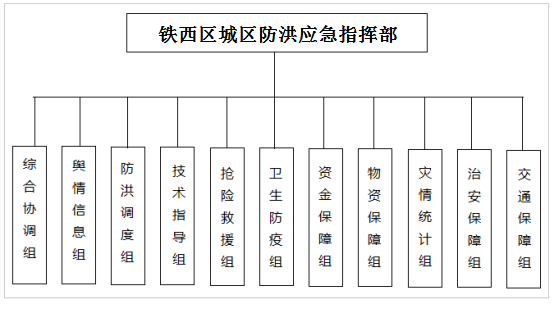 铁西区城区防洪应急指挥部
综合协调组
舆情信息组
防洪调度组
技术指导组
抢险救援组
卫生防疫组
资金保障组
物资保障组
灾情统计组
治安保障组
交通保障组